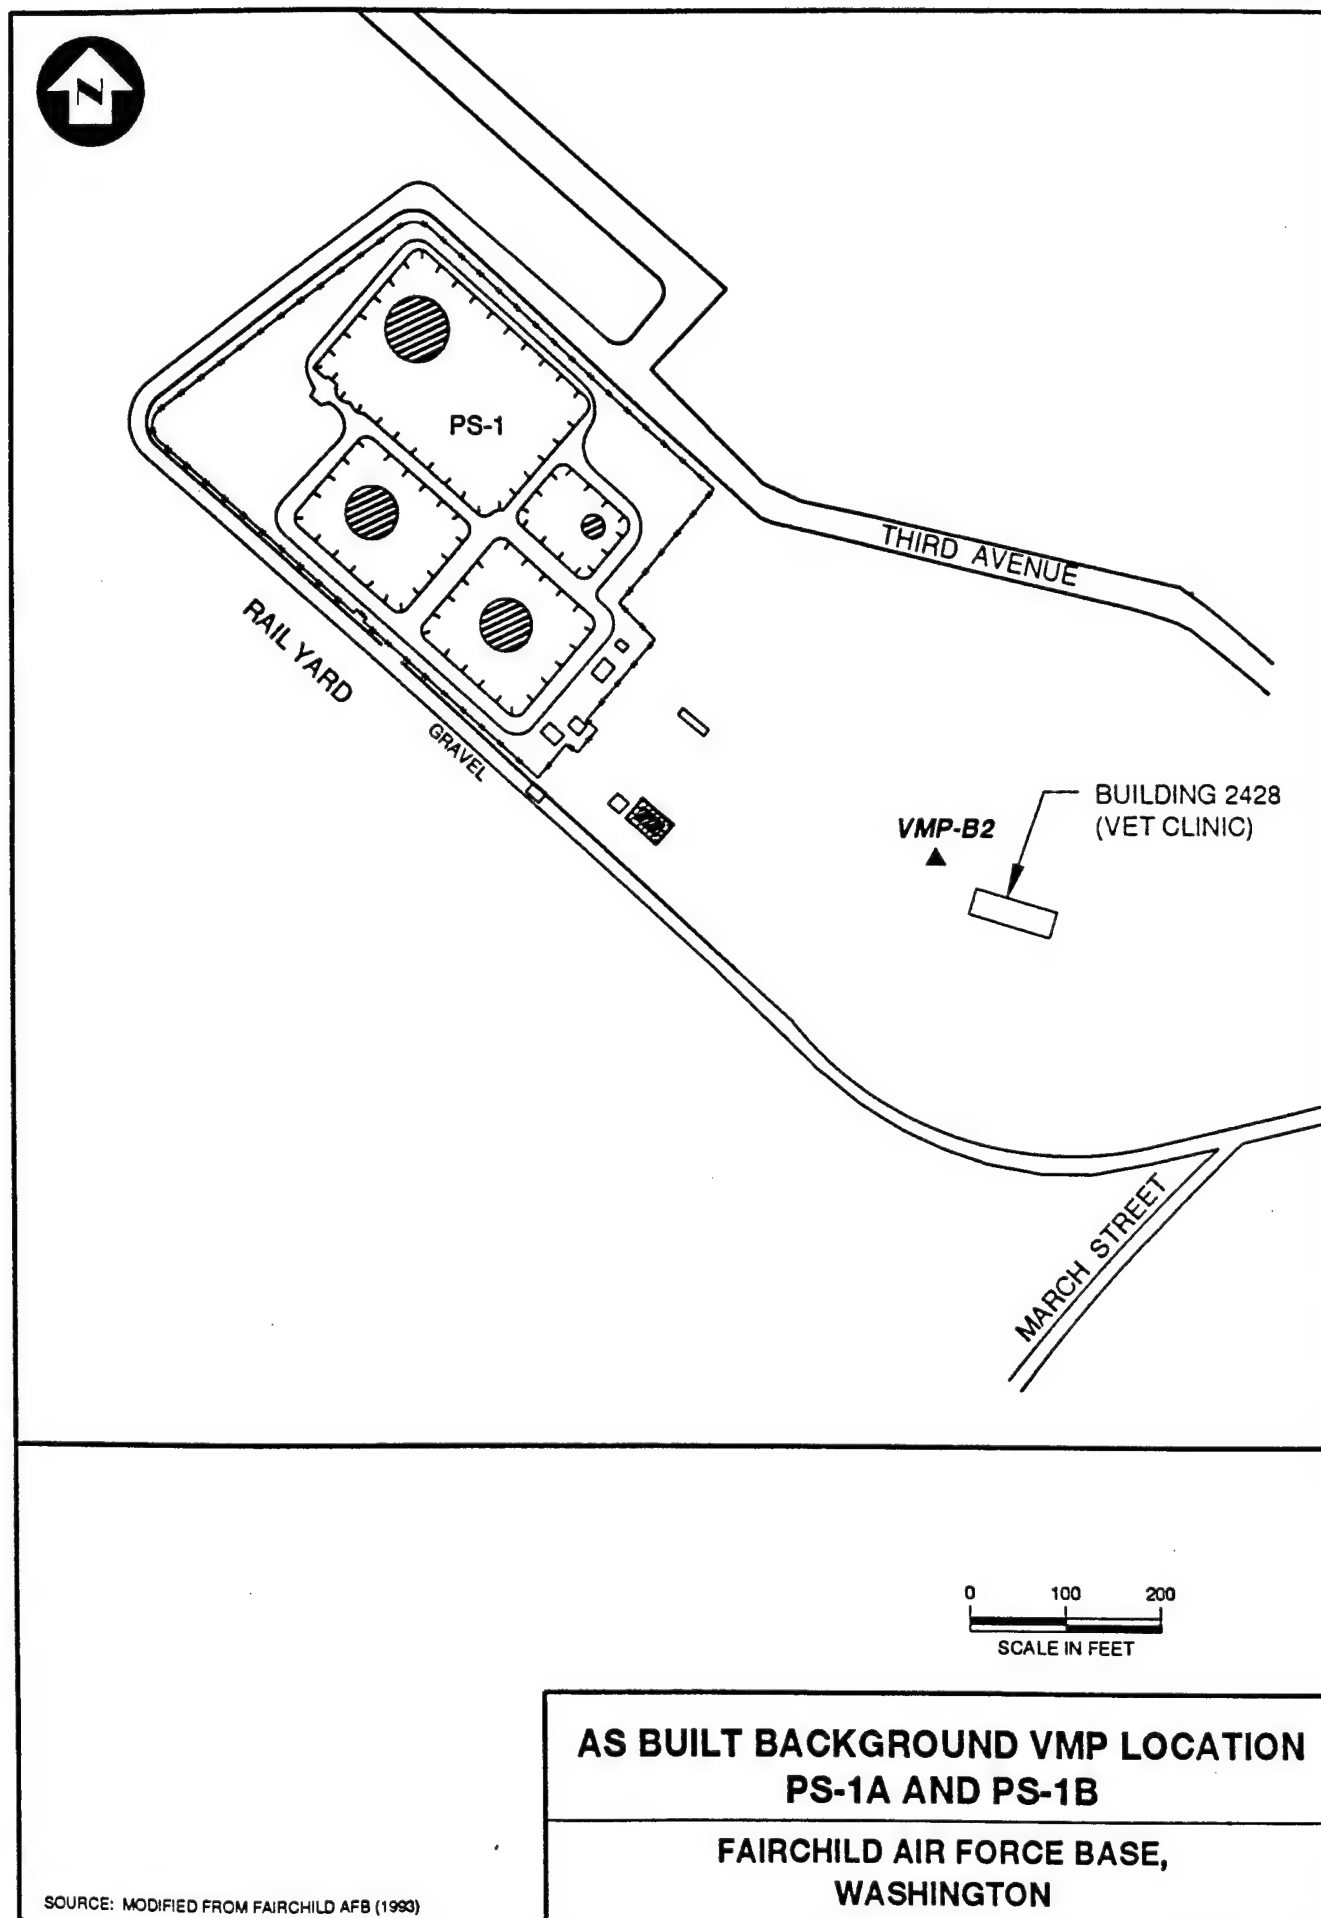 N
PS-1
THIRD AVENUE
RAIL YARD
GRAVEL
BUILDING 2428
(VET CLINIC)
VMP-B2
MARCH STREET
0 100 200
SCALE IN FEET
AS BUILT BACKGROUND VMP LOCATION
PS-1A AND PS-1B
FAIRCHILD AIR FORCE BASE,
WASHINGTON
SOURCE: MODIFIED FROM FAIRCHILD AFB (1993)